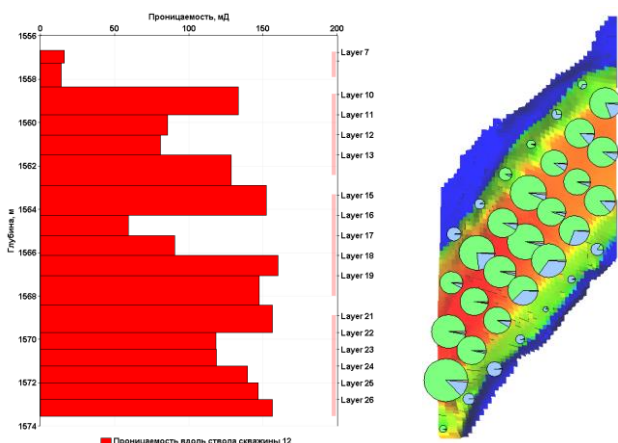 Проницаемость, мД
0 50 100 150 200
1556
Layer 7
1558
Layer 10
1560
Layer 11
Layer 12
1562
Layer 13
Глубина, м
1564
Layer 15
Layer 16
1566
Layer 17
Layer 18
1568
Layer 19
1570
Layer 21
Layer 22
Layer 23
1572
Layer 24
Layer 25
1574
Layer 26
Проницаемость вдоль ствола скважины 12